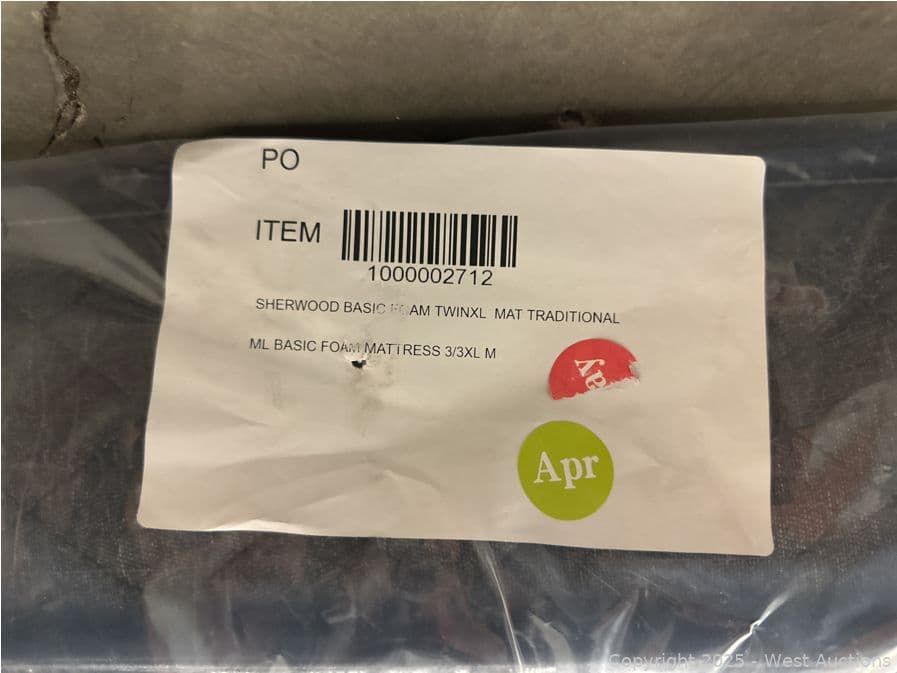 PO
ITEM
1000002712
SHERWOOD BASIC FOAM TWINXL MAT TRADITIONAL
ML BASIC FOAM MATTRESS 3/3XL M
Apr
Copyright 2025 - West Auctions